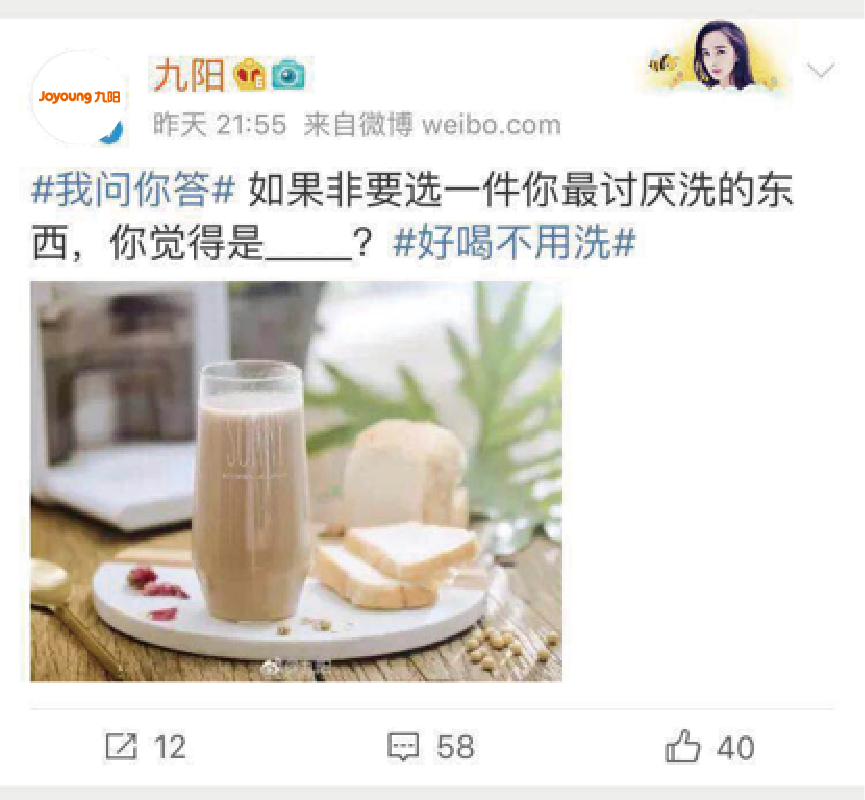 Joyoung 九阳
九阳
昨天 21:55 来自微博 weibo.com
#我问你答# 如果非要选一件你最讨厌洗的东
西，你觉得是_____? #好喝不用洗#
12
58
40